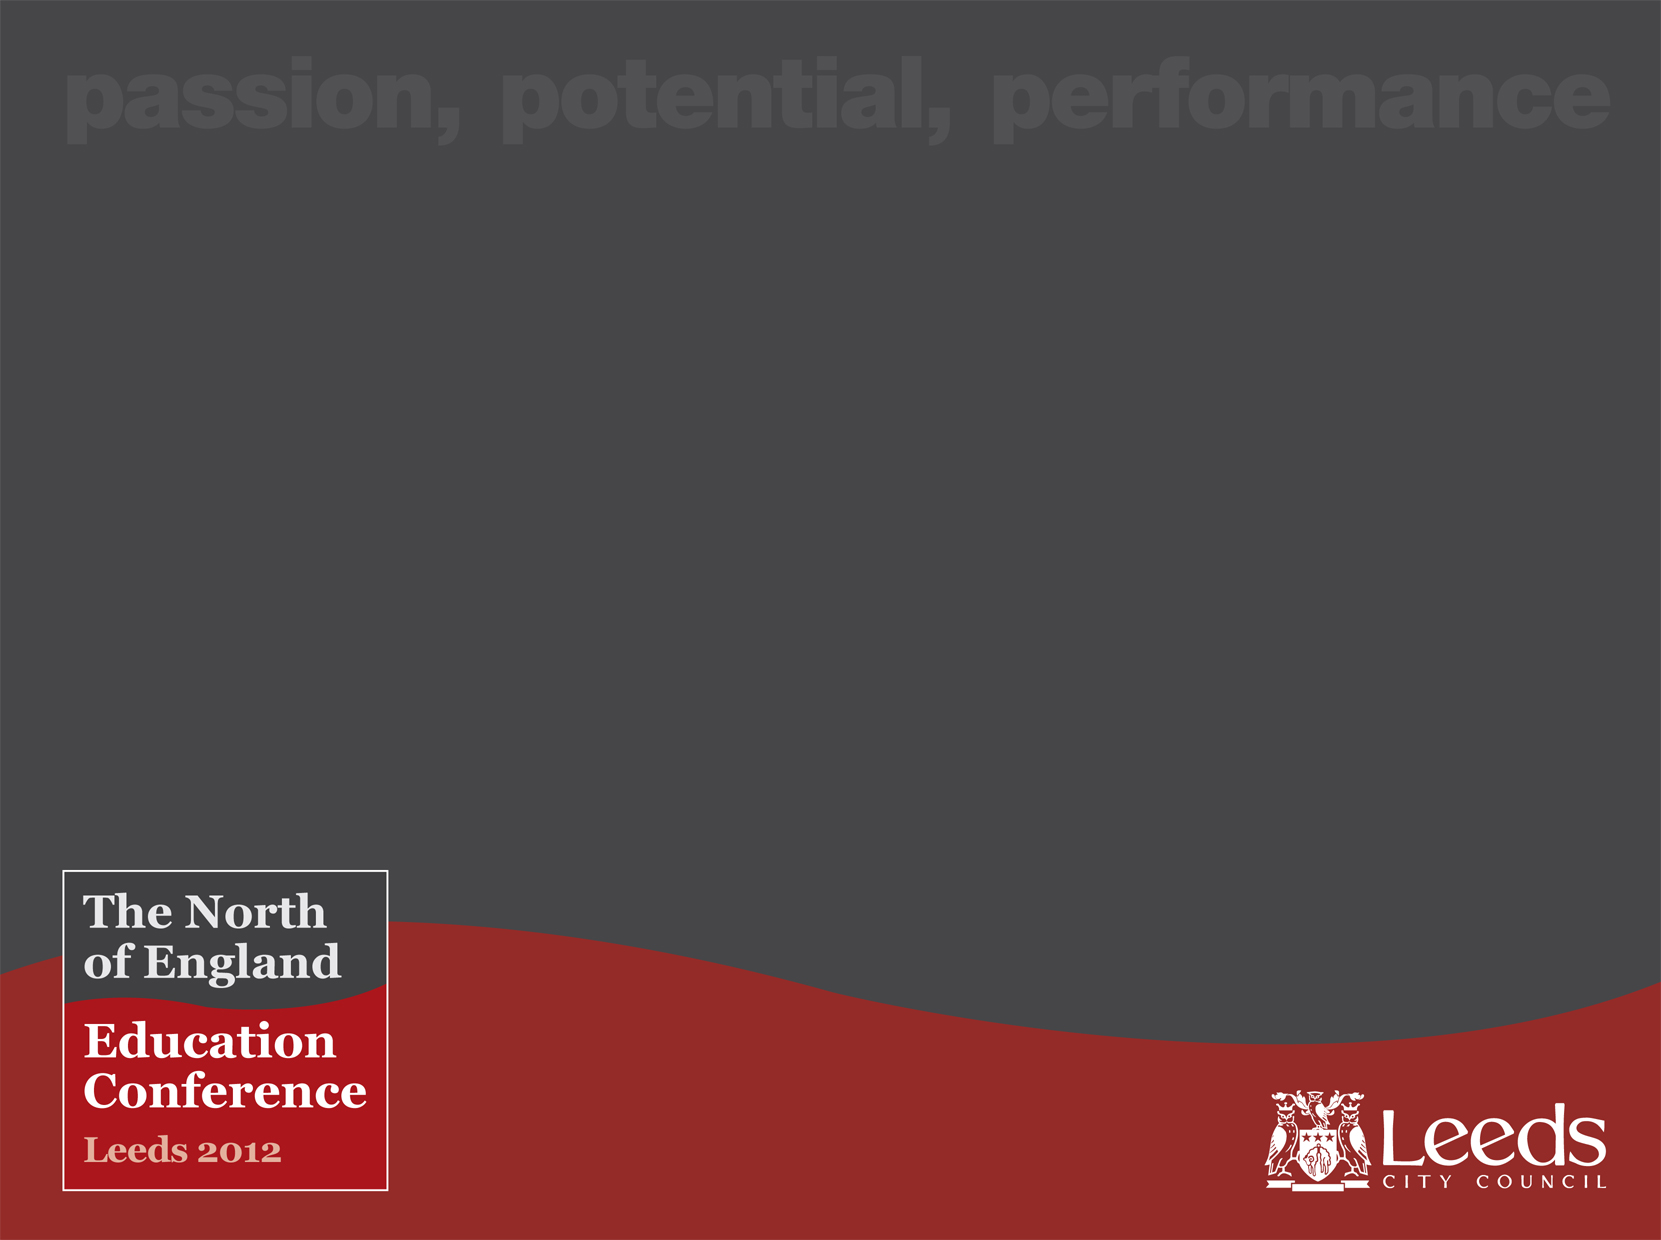 passion, potential, performance
The North
of England
Education
Conference
Leeds 2012
Leeds
CITY COUNCIL